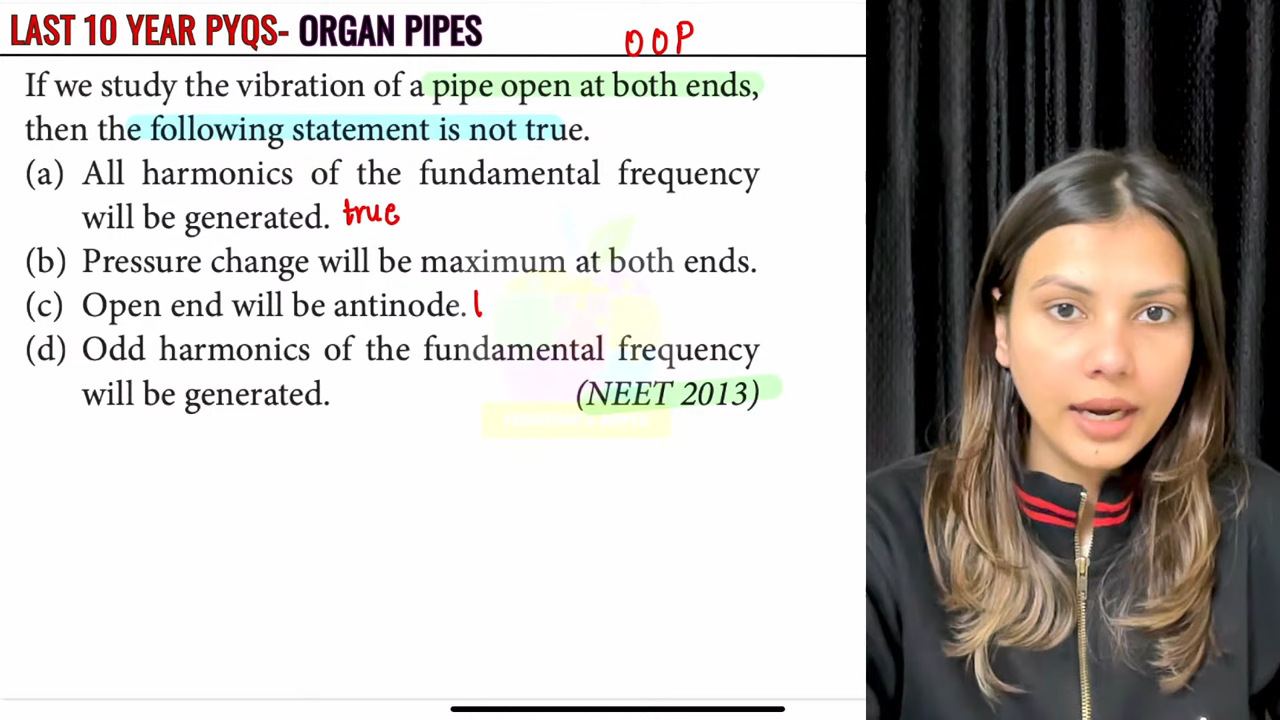 LAST 10 YEAR PYQS- ORGAN PIPES
OOP
If we study the vibration of a pipe open at both ends,
then the following statement is not true.
(a) All harmonics of the fundamental frequency
will be generated. true
(b) Pressure change will be maximum at both ends.
(c) Open end will be antinode.
(d) Odd harmonics of the fundamental frequency
will be generated. (NEET 2013)